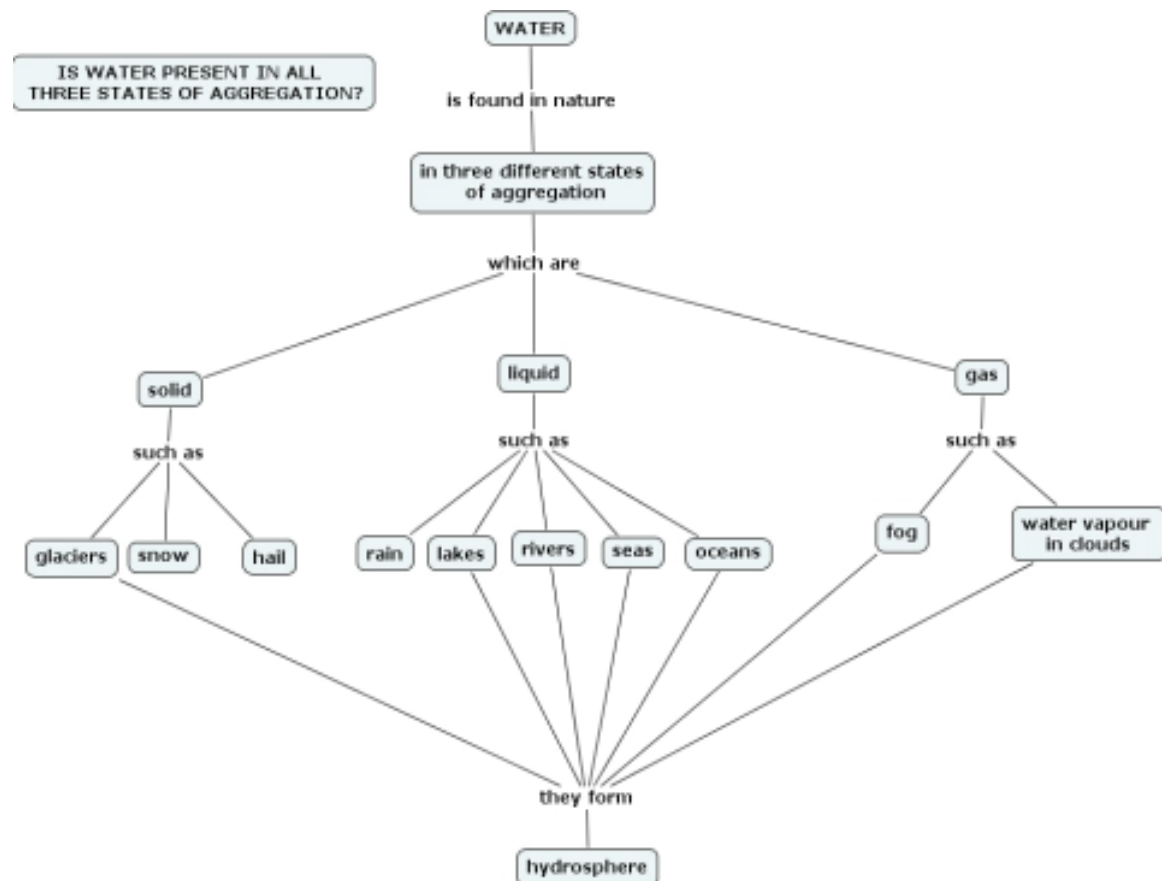 WATER
IS WATER PRESENT IN ALL
THREE STATES OF AGGREGATION?
is found in nature
in three different states
of aggregation
which are
solid
liquid
gas
such as
such as
such as
glaciers
snow
hail
rain
lakes
rivers
seas
oceans
fog
water vapour
in clouds
they form
hydrosphere